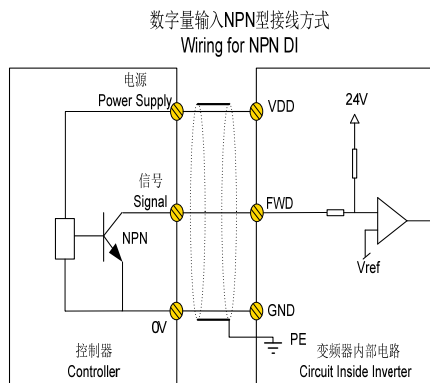 数字量输入NPN型接线方式
Wiring for NPN DI
电源
Power Supply
VDD
24V
信号
Signal
FWD
NPN
Vref
0V
GND
PE
控制器
Controller
变频器内部电路
Circuit Inside Inverter